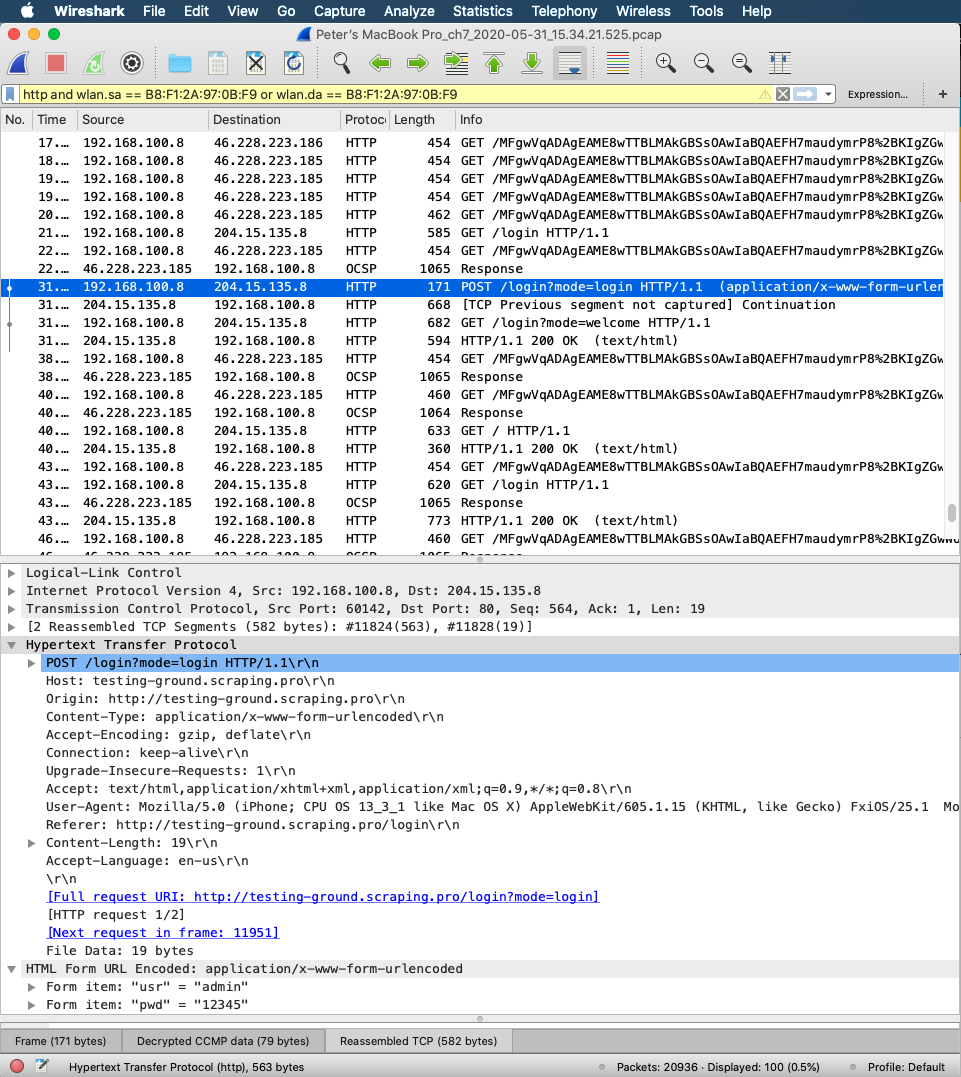 Wireshark File Edit View Go Capture Analyze Statistics Telephony Wireless Tools Help
Peter's MacBook Pro_ch7_2020-05-31_15.34.21.525.pcap
http and wlan.sa == B8:F1:2A:97:0B:F9 or wlan.da == B8:F1:2A:97:0B:F9 Expression... +
No. Time Source Destination Protoc Length Info
17.… 192.168.100.8 46.228.223.186 HTTP 454 GET /MFgwVqADAgEAME8wTTBLMAkGBSsOAwIaBQAEFH7maudymrP8%2BKIgZGw
18.… 192.168.100.8 46.228.223.185 HTTP 454 GET /MFgwVqADAgEAME8wTTBLMAkGBSsOAwIaBQAEFH7maudymrP8%2BKIgZGw
19.… 192.168.100.8 46.228.223.185 HTTP 454 GET /MFgwVqADAgEAME8wTTBLMAkGBSsOAwIaBQAEFH7maudymrP8%2BKIgZGw
19.… 192.168.100.8 46.228.223.185 HTTP 454 GET /MFgwVqADAgEAME8wTTBLMAkGBSsOAwIaBQAEFH7maudymrP8%2BKIgZGw
20.… 192.168.100.8 46.228.223.185 HTTP 462 GET /MFgwVqADAgEAME8wTTBLMAkGBSsOAwIaBQAEFH7maudymrP8%2BKIgZGw
21.… 192.168.100.8 204.15.135.8 HTTP 585 GET /login HTTP/1.1
22.… 192.168.100.8 46.228.223.185 HTTP 454 GET /MFgwVqADAgEAME8wTTBLMAkGBSsOAwIaBQAEFH7maudymrP8%2BKIgZGw
22.… 46.228.223.185 192.168.100.8 OCSP 1065 Response
31.… 192.168.100.8 204.15.135.8 HTTP 171 POST /login?mode=login HTTP/1.1 (application/x-www-form-urlen
31.… 204.15.135.8 192.168.100.8 HTTP 668 [TCP Previous segment not captured] Continuation
31.… 192.168.100.8 204.15.135.8 HTTP 682 GET /login?mode=welcome HTTP/1.1
31.… 204.15.135.8 192.168.100.8 HTTP 594 HTTP/1.1 200 OK (text/html)
38.… 192.168.100.8 46.228.223.185 HTTP 454 GET /MFgwVqADAgEAME8wTTBLMAkGBSsOAwIaBQAEFH7maudymrP8%2BKIgZGw
38.… 46.228.223.185 192.168.100.8 OCSP 1065 Response
40.… 192.168.100.8 46.228.223.185 HTTP 460 GET /MFgwVqADAgEAME8wTTBLMAkGBSsOAwIaBQAEFH7maudymrP8%2BKIgZGw
40.… 46.228.223.185 192.168.100.8 OCSP 1064 Response
40.… 192.168.100.8 204.15.135.8 HTTP 633 GET / HTTP/1.1
40.… 204.15.135.8 192.168.100.8 HTTP 360 HTTP/1.1 200 OK (text/html)
43.… 192.168.100.8 46.228.223.185 HTTP 454 GET /MFgwVqADAgEAME8wTTBLMAkGBSsOAwIaBQAEFH7maudymrP8%2BKIgZGw
43.… 192.168.100.8 204.15.135.8 HTTP 620 GET /login HTTP/1.1
43.… 46.228.223.185 192.168.100.8 OCSP 1065 Response
43.… 204.15.135.8 192.168.100.8 HTTP 773 HTTP/1.1 200 OK (text/html)
46.… 192.168.100.8 46.228.223.185 HTTP 460 GET /MFgwVqADAgEAME8wTTBLMAkGBSsOAwIaBQAEFH7maudymrP8%2BKIgZGwwo
46.… 46.228.223.185 192.168.100.8 OCSP 1065 Response
Logical-Link Control
Internet Protocol Version 4, Src: 192.168.100.8, Dst: 204.15.135.8
Transmission Control Protocol, Src Port: 60142, Dst Port: 80, Seq: 564, Ack: 1, Len: 19
[2 Reassembled TCP Segments (582 bytes): #11824(563), #11828(19)]
Hypertext Transfer Protocol
POST /login?mode=login HTTP/1.1\r\n
Host: testing-ground.scraping.pro\r\n
Origin: http://testing-ground.scraping.pro\r\n
Content-Type: application/x-www-form-urlencoded\r\n
Accept-Encoding: gzip, deflate\r\n
Connection: keep-alive\r\n
Upgrade-Insecure-Requests: 1\r\n
Accept: text/html,application/xhtml+xml,application/xml;q=0.9,*/*;q=0.8\r\n
User-Agent: Mozilla/5.0 (iPhone; CPU OS 13_3_1 like Mac OS X) AppleWebKit/605.1.15 (KHTML, like Gecko) FxiOS/25.1 Mo
Referer: http://testing-ground.scraping.pro/login\r\n
Content-Length: 19\r\n
Accept-Language: en-us\r\n
\r\n
[Full request URI: http://testing-ground.scraping.pro/login?mode=login]
[HTTP request 1/2]
[Next request in frame: 11951]
File Data: 19 bytes
HTML Form URL Encoded: application/x-www-form-urlencoded
Form item: "usr" = "admin"
Form item: "pwd" = "12345"
Frame (171 bytes) Decrypted CCMP data (79 bytes) Reassembled TCP (582 bytes)
Hypertext Transfer Protocol (http), 563 bytes Packets: 20936 · Displayed: 100 (0.5%) Profile: Default